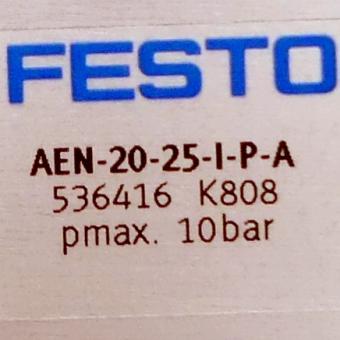 FESTO
AEN-20-25-I-P-A
536416 K808
pmax. 10bar